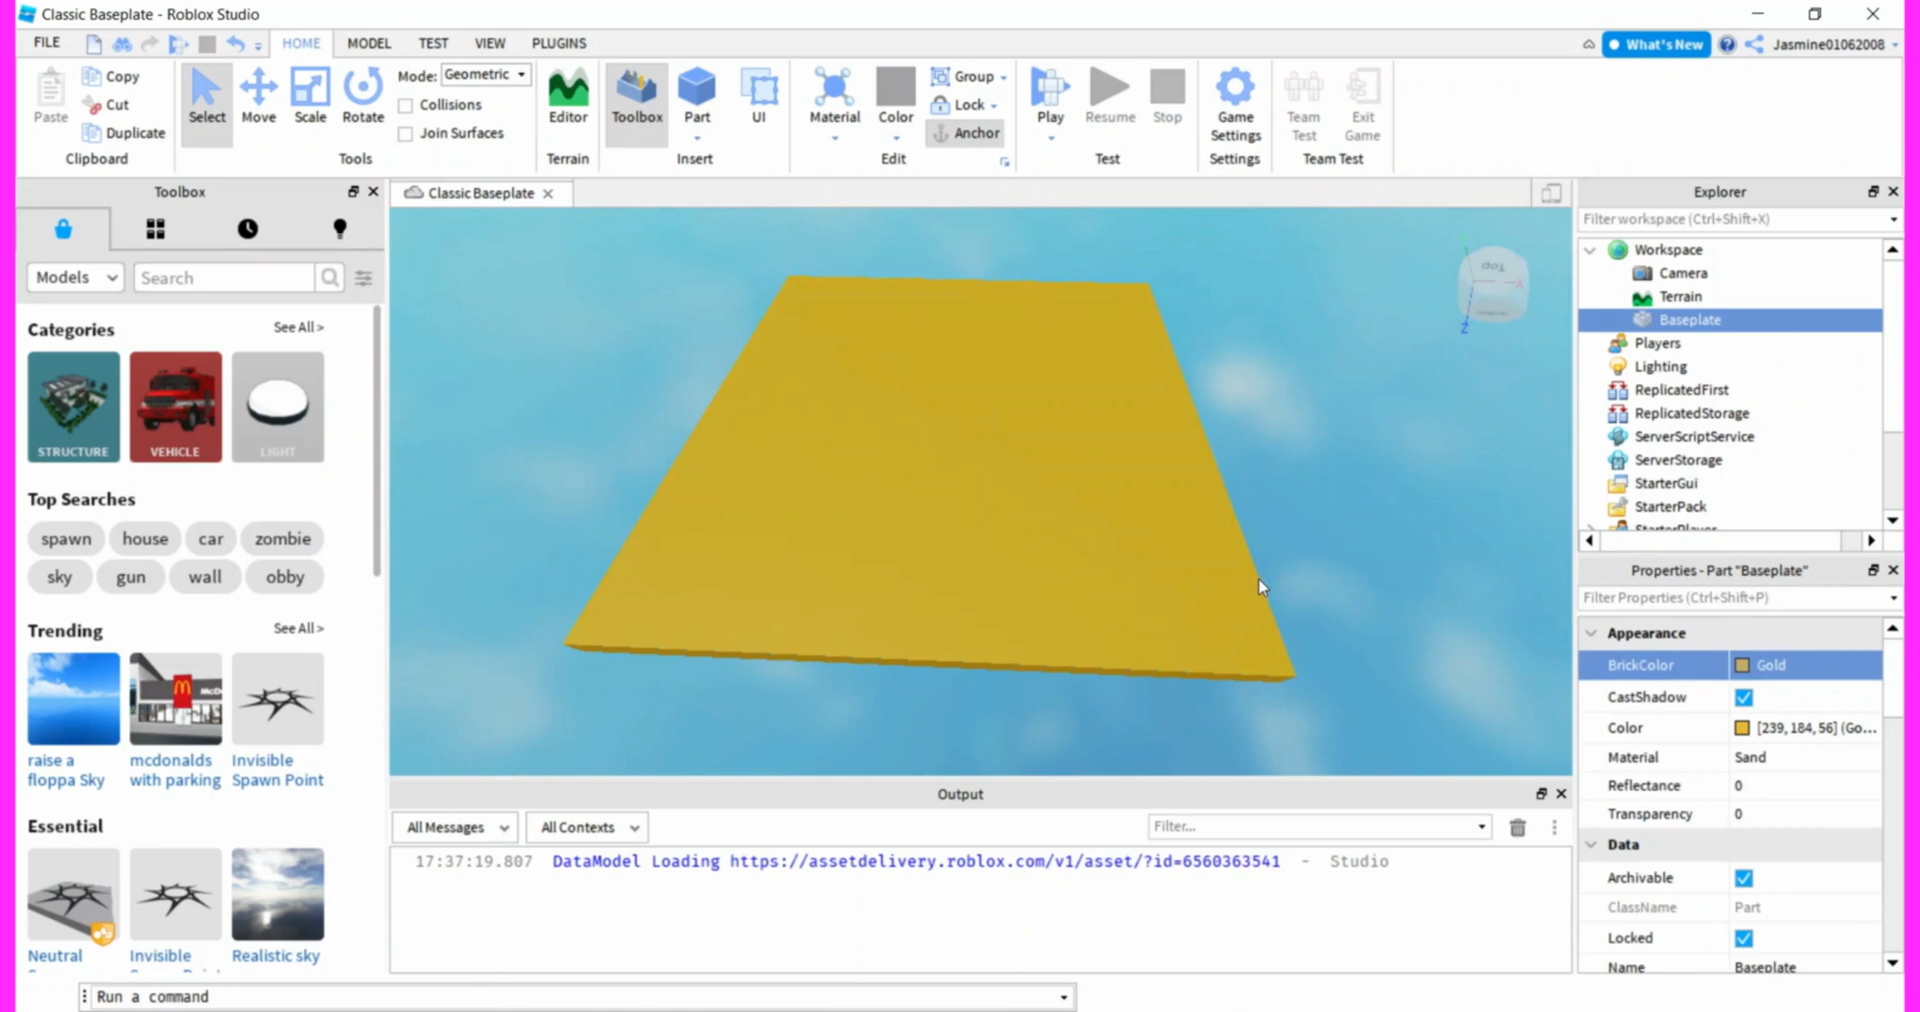 Classic Baseplate - Roblox Studio
FILE
HOME
MODEL
TEST
VIEW
PLUGINS
What's New
Jasmine01062008
Paste
Copy
Cut
Duplicate
Clipboard
Select
Move
Scale
Rotate
Mode: Geometric
Collisions
Join Surfaces
Tools
Editor
Terrain
Toolbox
Part
UI
Insert
Material
Color
Group
Lock
Anchor
Edit
Play
Resume
Stop
Test
Game
Settings
Settings
Team
Test
Exit
Game
Team Test
Toolbox
Models
Search
Categories
See All >
STRUCTURE
VEHICLE
LIGHT
Top Searches
spawn
house
car
zombie
sky
gun
wall
obby
Trending
See All >
raise a
floppa Sky
mcdonalds
with parking
Invisible
Spawn Point
Essential
Neutral
Invisible
Realistic sky
Classic Baseplate
Top
Z
Output
All Messages
All Contexts
Filter...
17:37:19.807 DataModel Loading https://assetdelivery.roblox.com/v1/asset/?id=6560363541 - Studio
Run a command
Explorer
Filter workspace (Ctrl+Shift+X)
Workspace
Camera
Terrain
Baseplate
Players
Lighting
ReplicatedFirst
ReplicatedStorage
ServerScriptService
ServerStorage
StarterGui
StarterPack
StarterPlayer
Properties - Part "Baseplate"
Filter Properties (Ctrl+Shift+P)
Appearance
BrickColor Gold
CastShadow
Color [239, 184, 56] (Go...
Material Sand
Reflectance 0
Transparency 0
Data
Archivable
ClassName Part
Locked
Name Baseplate